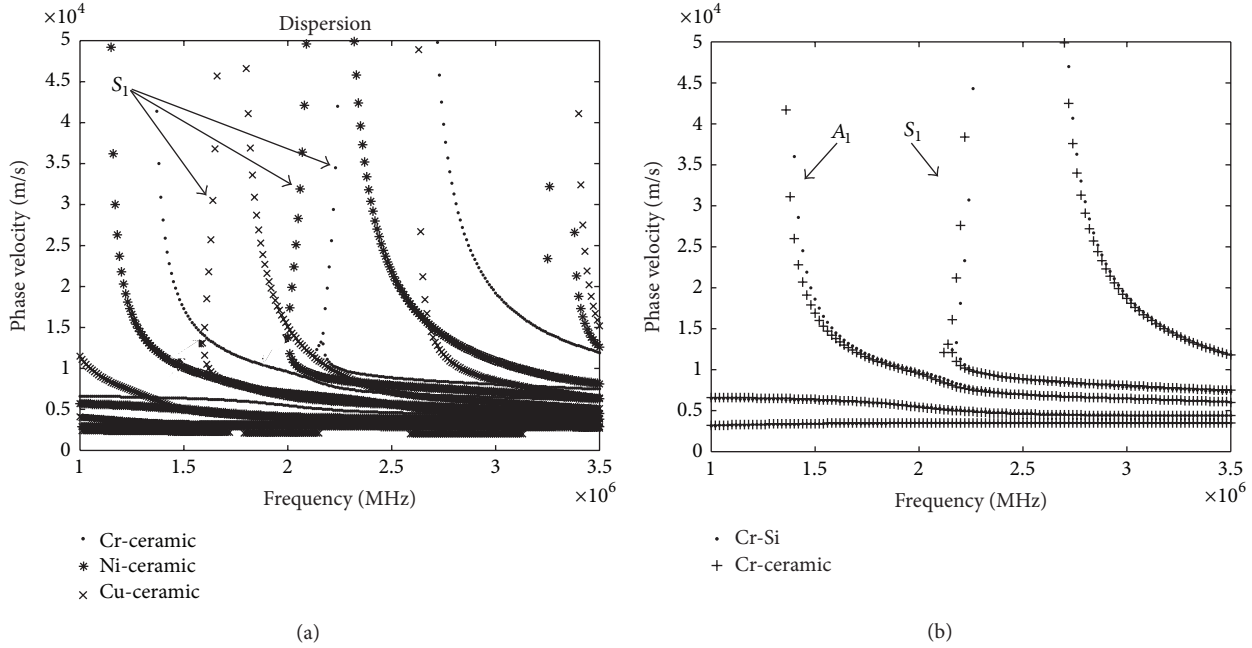 ×10⁴
Dispersion
5
4.5
4
3.5
3
2.5
2
1.5
1
0.5
0
Phase velocity (m/s)
S₁
1 1.5 2 2.5 3 3.5
Frequency (MHz)
×10⁶
Cr-ceramic
Ni-ceramic
Cu-ceramic
(a)
×10⁴
5
4.5
4
3.5
3
2.5
2
1.5
1
0.5
0
Phase velocity (m/s)
A₁
S₁
1 1.5 2 2.5 3 3.5
Frequency (MHz)
×10⁶
Cr-Si
Cr-ceramic
(b)